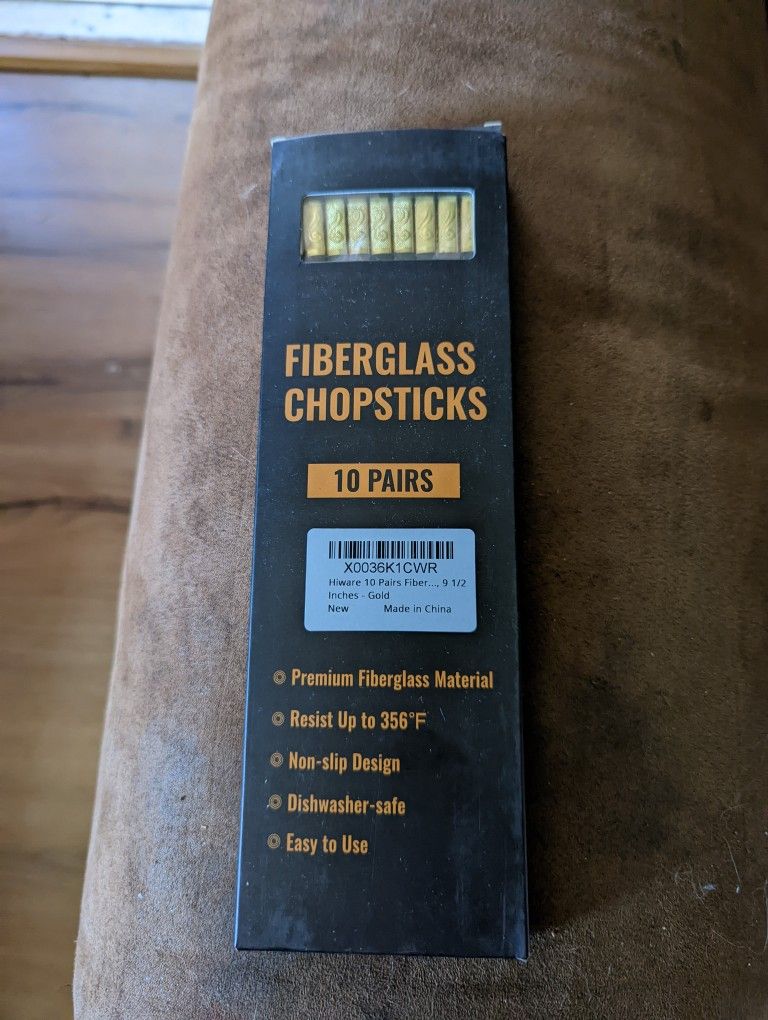 FIBERGLASS
CHOPSTICKS
10 PAIRS
X0036K1CWR
Hiware 10 Pairs Fiber..., 9 1/2
Inches - Gold
New Made in China
Premium Fiberglass Material
Resist Up to 356°F
Non-slip Design
Dishwasher-safe
Easy to Use